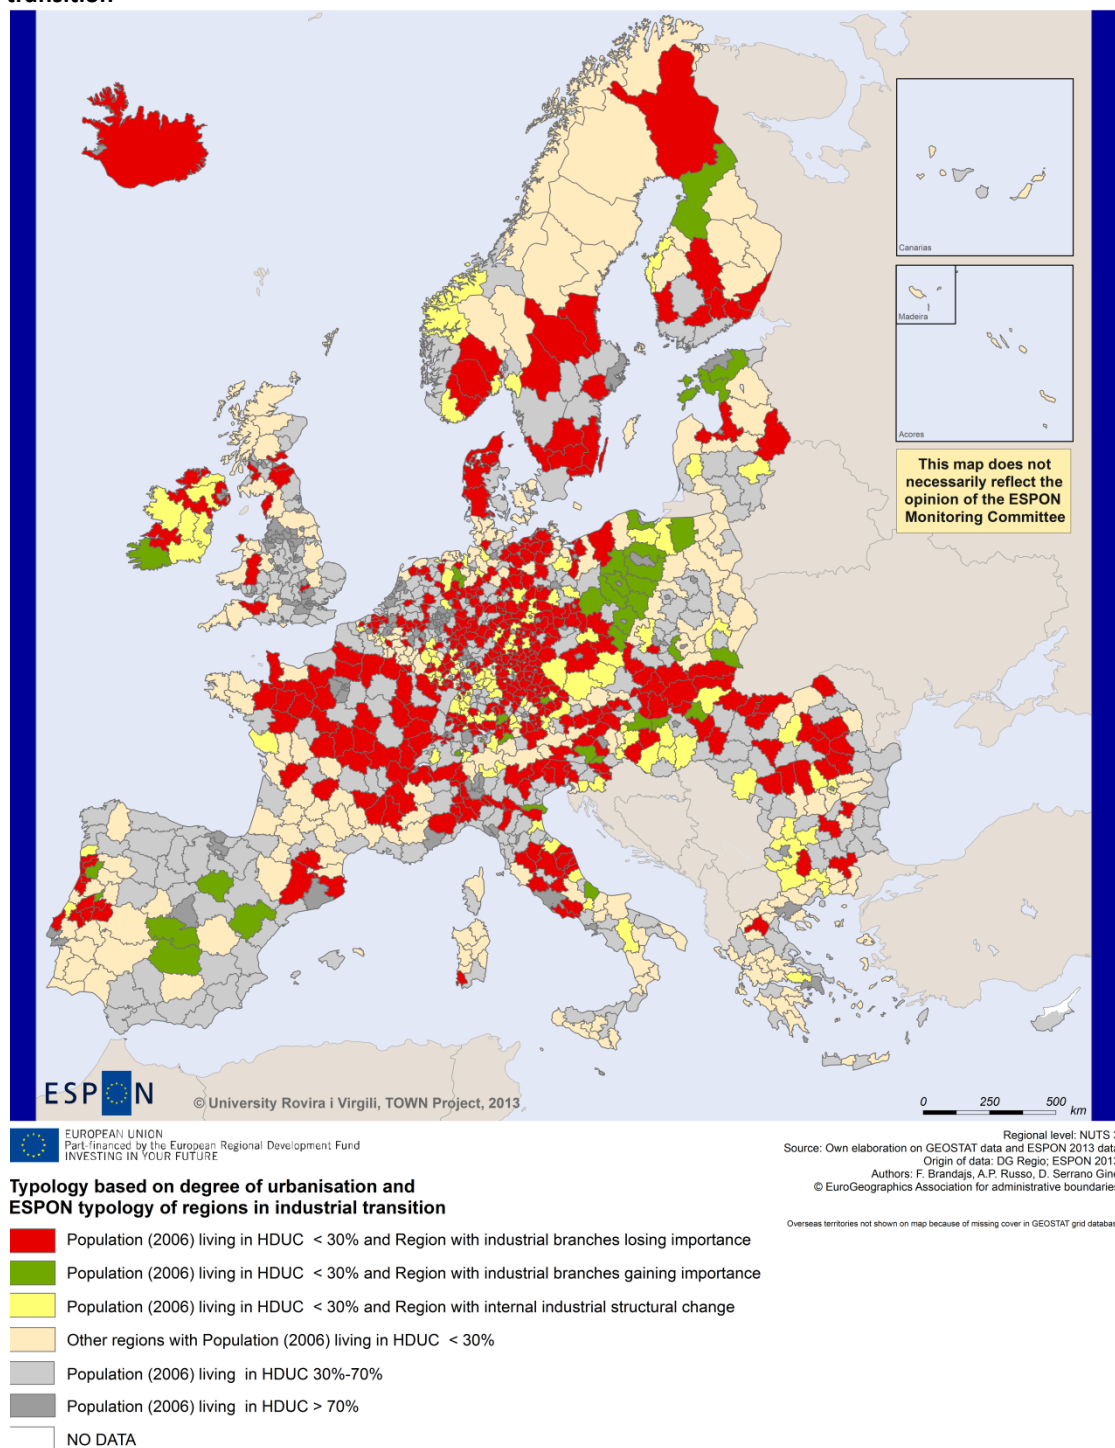 transition
Canarias
Madeira
Acores
This map does not
necessarily reflect the
opinion of the ESPON
Monitoring Committee
ESPON
© University Rovira i Virgili, TOWN Project, 2013
0 250 500
km
EUROPEAN UNION
Part-financed by the European Regional Development Fund
INVESTING IN YOUR FUTURE
Regional level: NUTS 3
Source: Own elaboration on GEOSTAT data and ESPON 2013 data
Origin of data: DG Regio; ESPON 2013
Authors: F. Brandajs, A.P. Russo, D. Serrano Giné
© EuroGeographics Association for administrative boundaries
Overseas territories not shown on map because of missing cover in GEOSTAT grid databas
Typology based on degree of urbanisation and
ESPON typology of regions in industrial transition
Population (2006) living in HDUC < 30% and Region with industrial branches losing importance
Population (2006) living in HDUC < 30% and Region with industrial branches gaining importance
Population (2006) living in HDUC < 30% and Region with internal industrial structural change
Other regions with Population (2006) living in HDUC < 30%
Population (2006) living in HDUC 30%-70%
Population (2006) living in HDUC > 70%
NO DATA